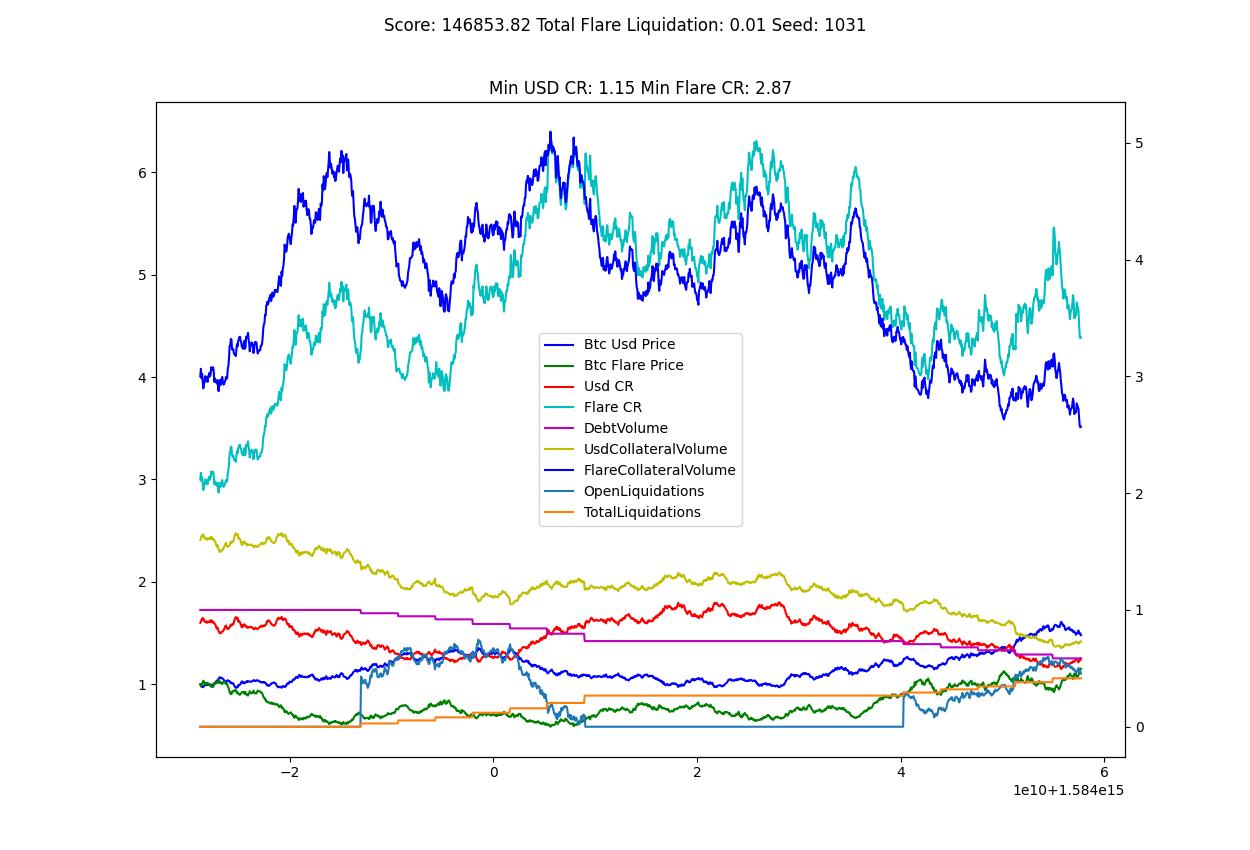 Score: 146853.82 Total Flare Liquidation: 0.01 Seed: 1031
Min USD CR: 1.15 Min Flare CR: 2.87
6
5
4
3
2
1
5
4
3
2
1
0
Btc Usd Price
Btc Flare Price
Usd CR
Flare CR
DebtVolume
UsdCollateralVolume
FlareCollateralVolume
OpenLiquidations
TotalLiquidations
−2 0 2 4 6
1e10+1.584e15